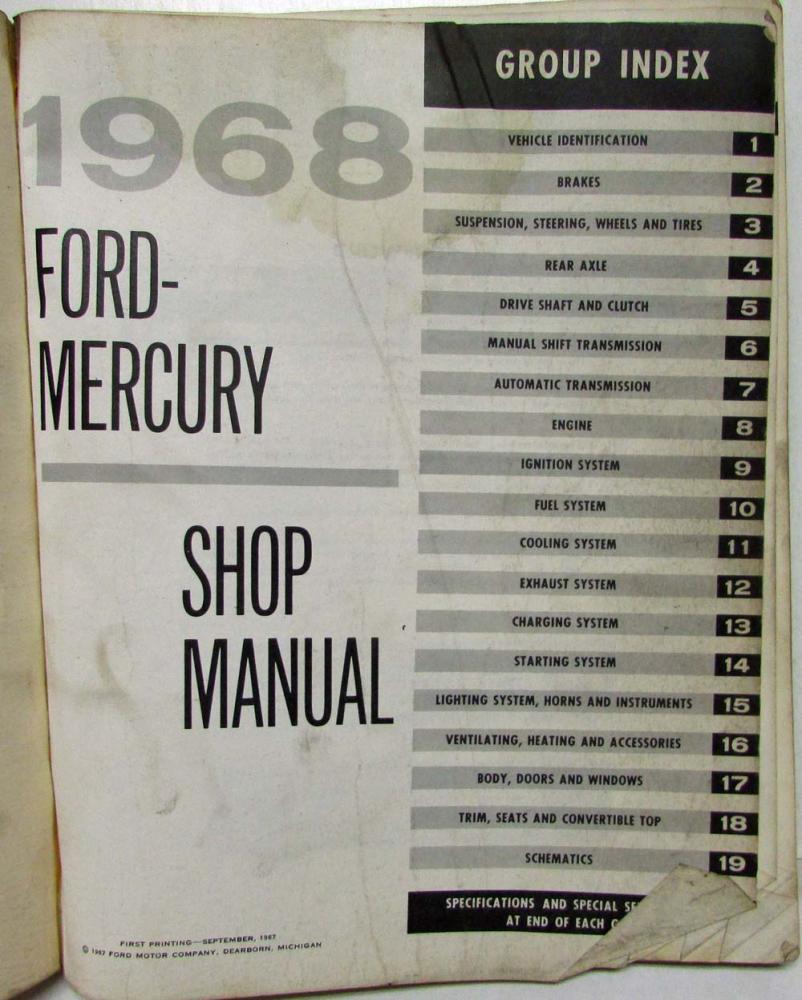 1968
FORD-
MERCURY
SHOP
MANUAL
FIRST PRINTING—SEPTEMBER, 1967
© 1967 FORD MOTOR COMPANY, DEARBORN, MICHIGAN
GROUP INDEX
VEHICLE IDENTIFICATION 1
BRAKES 2
SUSPENSION, STEERING, WHEELS AND TIRES 3
REAR AXLE 4
DRIVE SHAFT AND CLUTCH 5
MANUAL SHIFT TRANSMISSION 6
AUTOMATIC TRANSMISSION 7
ENGINE 8
IGNITION SYSTEM 9
FUEL SYSTEM 10
COOLING SYSTEM 11
EXHAUST SYSTEM 12
CHARGING SYSTEM 13
STARTING SYSTEM 14
LIGHTING SYSTEM, HORNS AND INSTRUMENTS 15
VENTILATING, HEATING AND ACCESSORIES 16
BODY, DOORS AND WINDOWS 17
TRIM, SEATS AND CONVERTIBLE TOP 18
SCHEMATICS 19
SPECIFICATIONS AND SPECIAL
AT END OF EACH